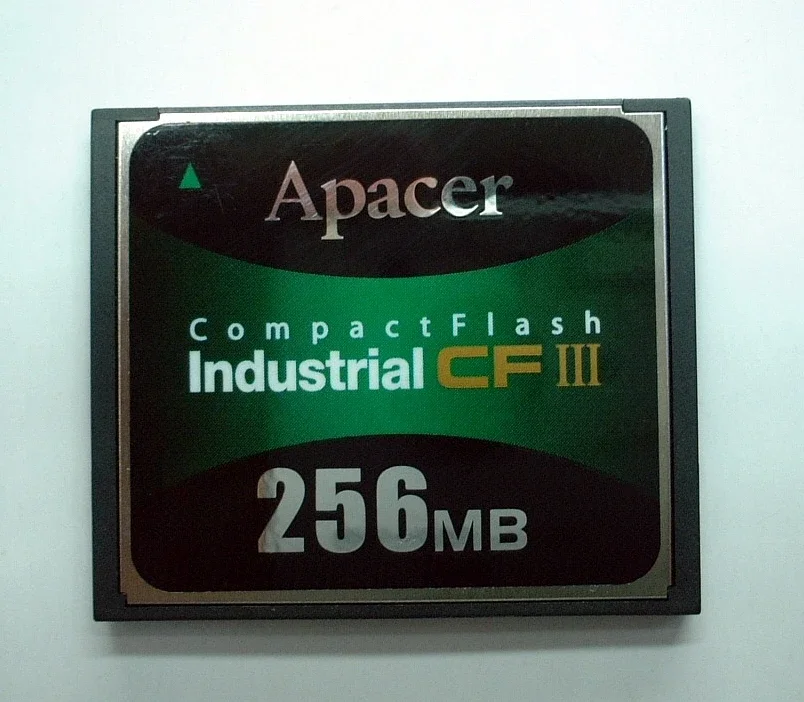 Apacer
CompactFlash
Industrial CF III
256MB